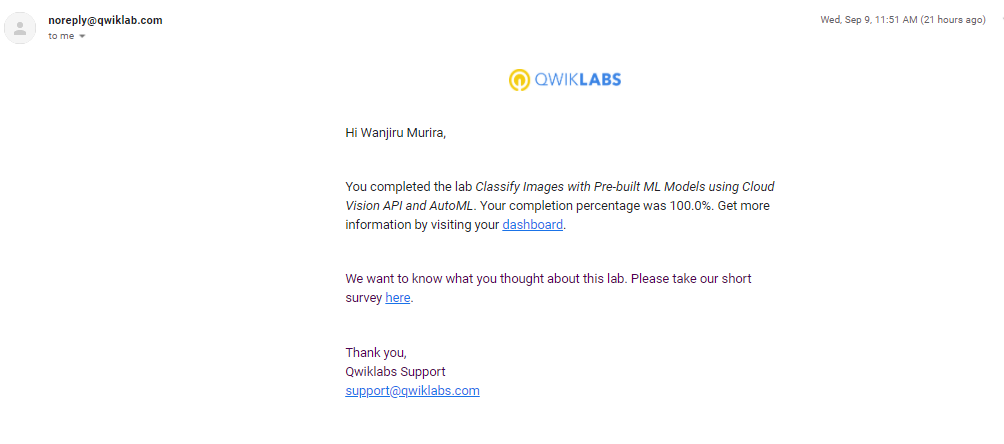 noreply@qwiklab.com
Wed, Sep 9, 11:51 AM (21 hours ago)
to me
QWIKLABS
Hi Wanjiru Murira,
You completed the lab Classify Images with Pre-built ML Models using Cloud
Vision API and AutoML. Your completion percentage was 100.0%. Get more
information by visiting your dashboard.
We want to know what you thought about this lab. Please take our short
survey here.
Thank you,
Qwiklabs Support
support@qwiklabs.com